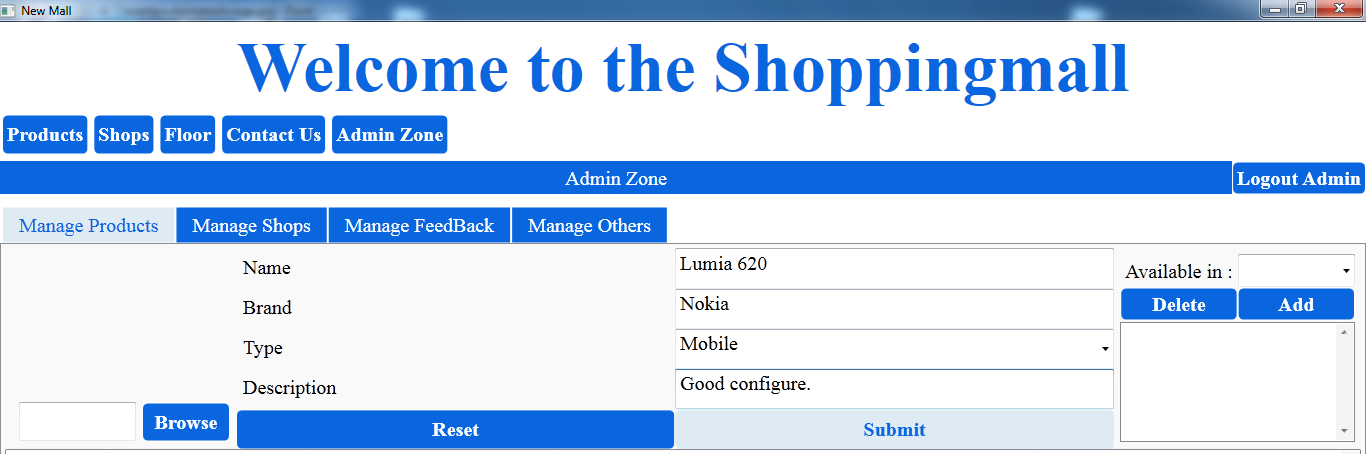 New Mall
Welcome to the Shoppingmall
Products Shops Floor Contact Us Admin Zone
Admin Zone Logout Admin
Manage Products Manage Shops Manage FeedBack Manage Others
Name Lumia 620 Available in :
Brand Nokia Delete Add
Type Mobile
Description Good configure.
Browse Reset Submit